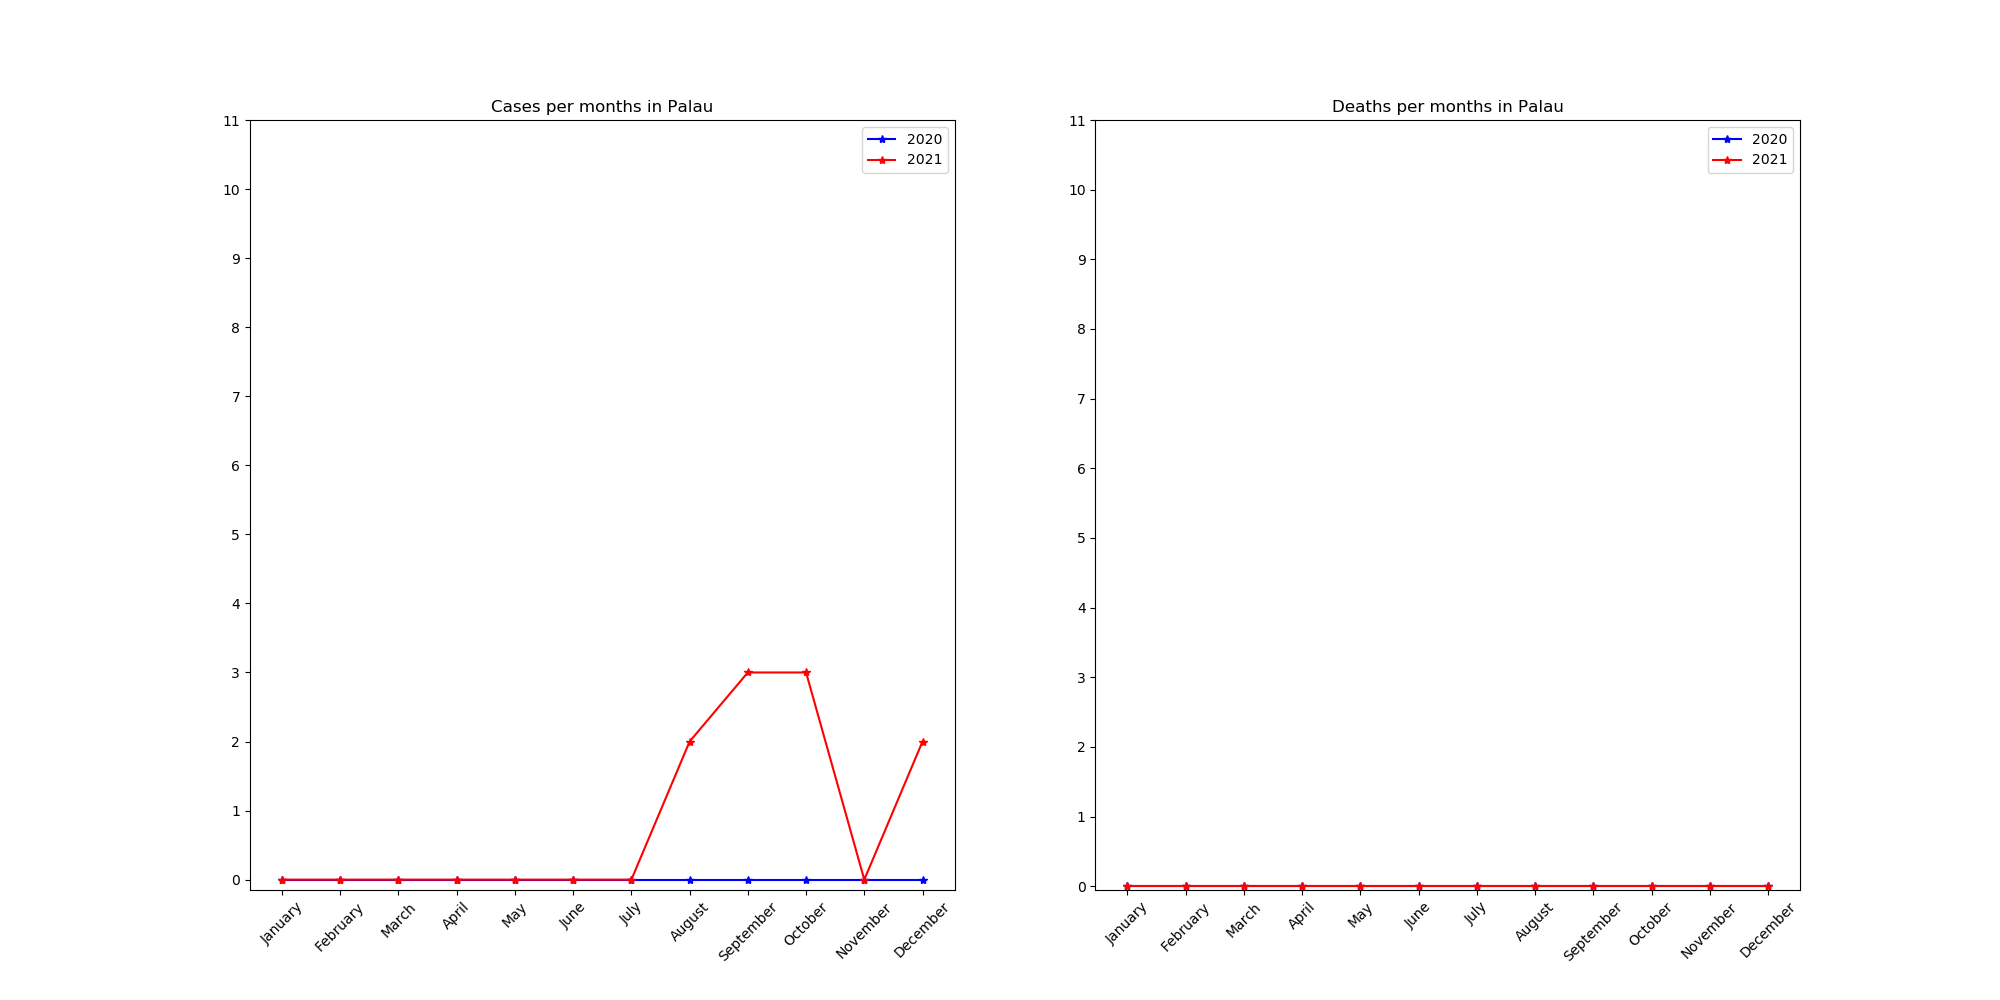 Cases per months in Palau
2020
2021
11
10
9
8
7
6
5
4
3
2
1
0
January
February
March
April
May
June
July
August
September
October
November
December
Deaths per months in Palau
2020
2021
11
10
9
8
7
6
5
4
3
2
1
0
January
February
March
April
May
June
July
August
September
October
November
December